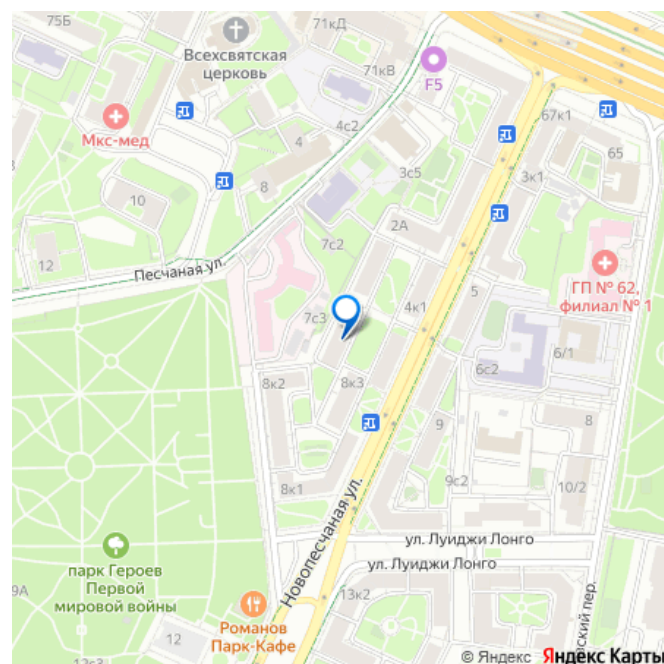 75Б
71кД
Всехсвятская
церковь
71кВ
F5
Мкс-мед
4с2
67к1
4
3с5
65
8
3к1
10
2А
7с2
12
Песчаная ул.
ГП № 62,
филиал № 1
5
4к1
7с3
6/1
6с2
8к2
8к3
8
9
9с2
10/2
8к1
Новопесчаная ул.
ул. Луиджи Лонго
ул. Луиджи Лонго
парк Героев
Первой
мировой войны
9А
13к2
Романов
Парк-Кафе
12
12с3
вский пер.
© Яндекс Яндекс Карты